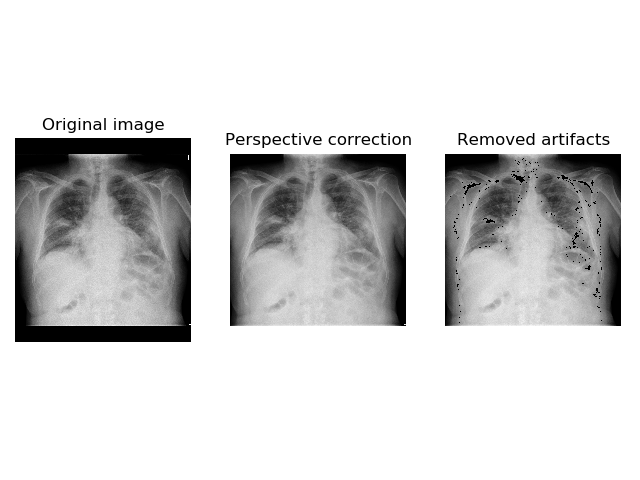 Original image
Perspective correction
Removed artifacts